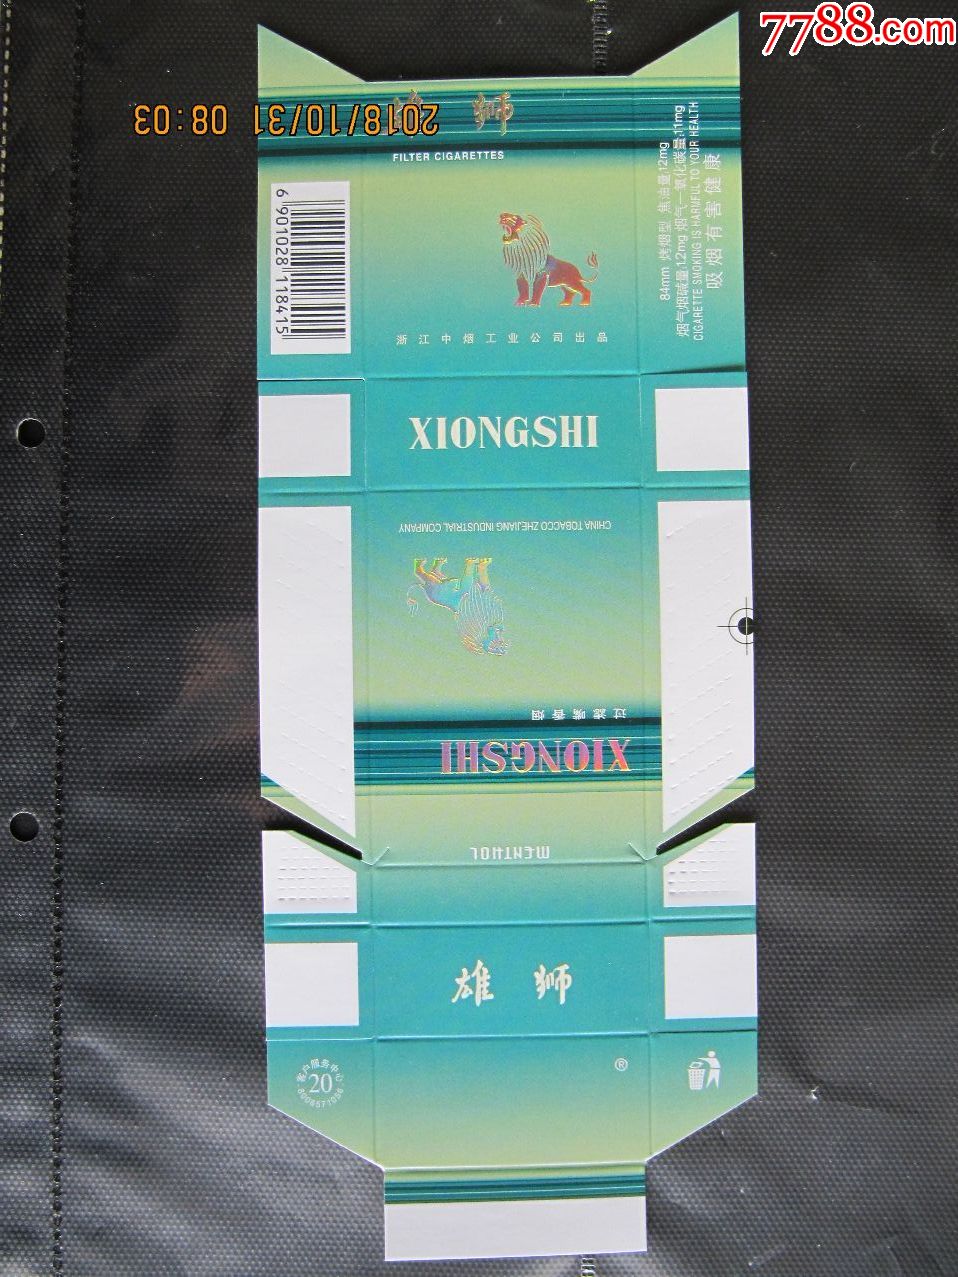 7788.com
2018/10/31 08:03
雄 狮
FILTER CIGARETTES
6 901028 118415
浙江中烟工业公司出品
84mm 烤烟型 焦油量12mg
烟气烟碱量1.2mg 烟气一氧化碳量11mg
CIGARETTE SMOKING IS HARMFUL TO YOUR HEALTH
吸烟有害健康
XIONGSHI
CHINA TOBACCO ZHEJIANG INDUSTRIAL COMPANY
过滤嘴香烟
XIONGSHI
MENTHOL
雄 狮
客户服务中心
20
8008571056
®